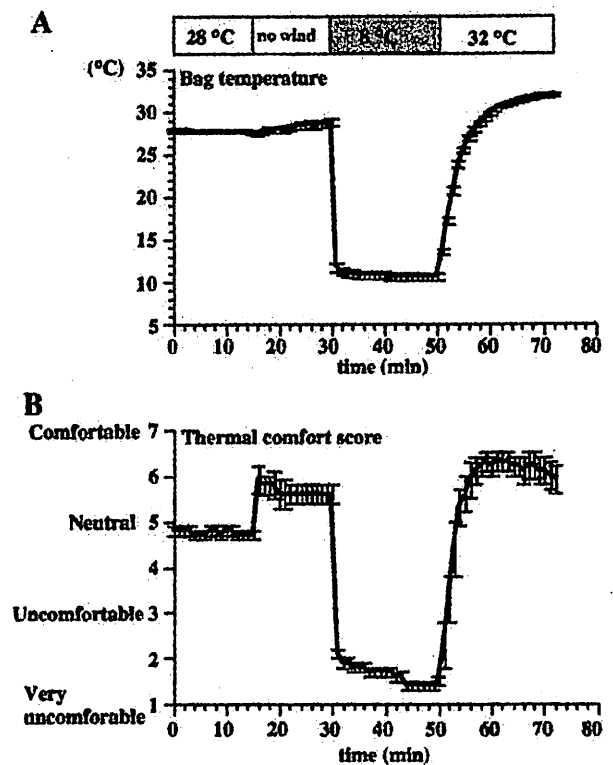 A
28 °C no wind 8 °C 32 °C
(°C)
Bag temperature
35
30
25
20
15
10
5
0 10 20 30 40 50 60 70 80
time (min)
B
Comfortable 7
Thermal comfort score
6
Neutral 5
4
Uncomfortable 3
2
Very
uncomforable 1
0 10 20 30 40 50 60 70 80
time (min)